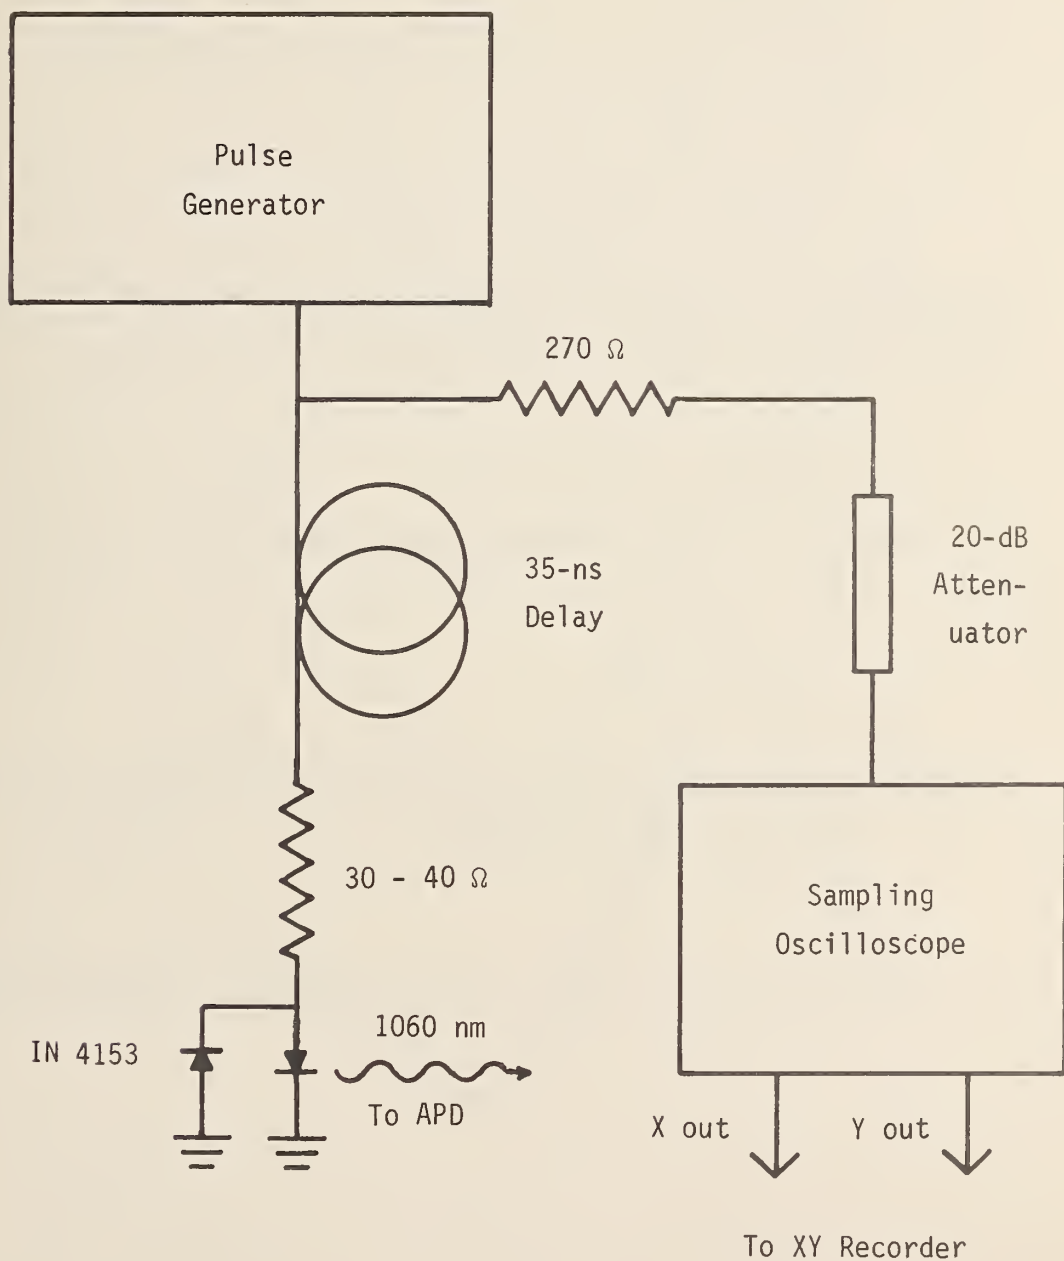 Pulse
Generator
270 Ω
35-ns
Delay
20-dB
Atten-
uator
30 - 40 Ω
Sampling
Oscilloscope
IN 4153
1060 nm
To APD
X out
Y out
To XY Recorder